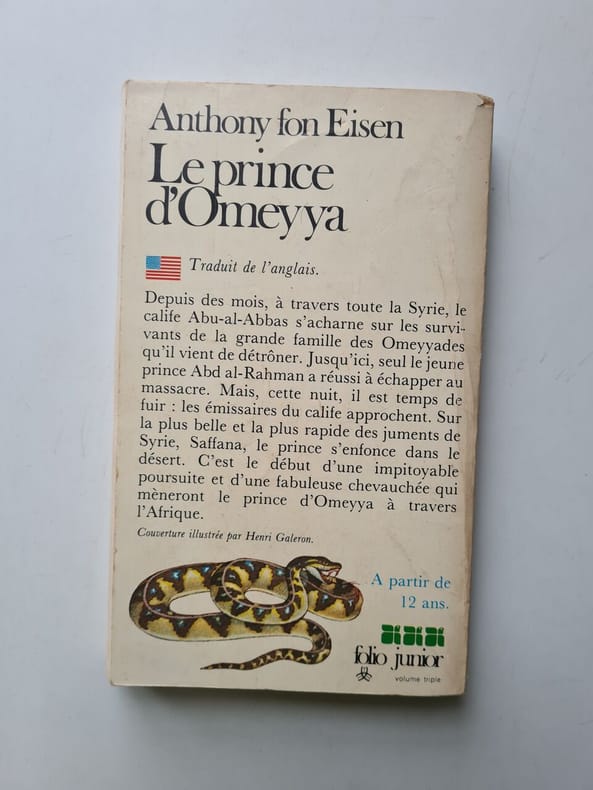 Anthony fon Eisen
Le prince
d'Omeyya
Traduit de l'anglais.
Depuis des mois, à travers toute la Syrie, le
calife Abu-al-Abbas s'acharne sur les survi-
vants de la grande famille des Omeyyades
qu'il vient de détrôner. Jusqu'ici, seul le jeune
prince Abd al-Rahman a réussi à échapper au
massacre. Mais, cette nuit, il est temps de
fuir : les émissaires du calife approchent. Sur
la plus belle et la plus rapide des juments de
Syrie, Saffana, le prince s'enfonce dans le
désert. C'est le début d'une impitoyable
poursuite et d'une fabuleuse chevauchée qui
mèneront le prince d'Omeyya à travers
l'Afrique.
Couverture illustrée par Henri Galeron.
A partir de
12 ans.
folio junior
volume triple